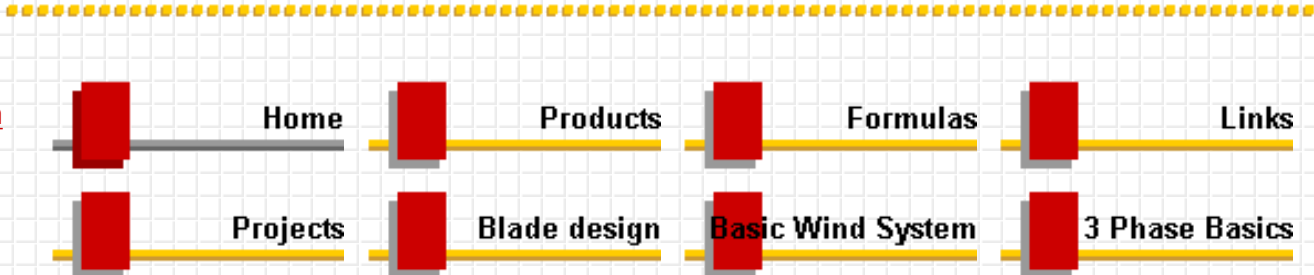 Home Products Formulas Links
Projects Blade design Basic Wind System 3 Phase Basics